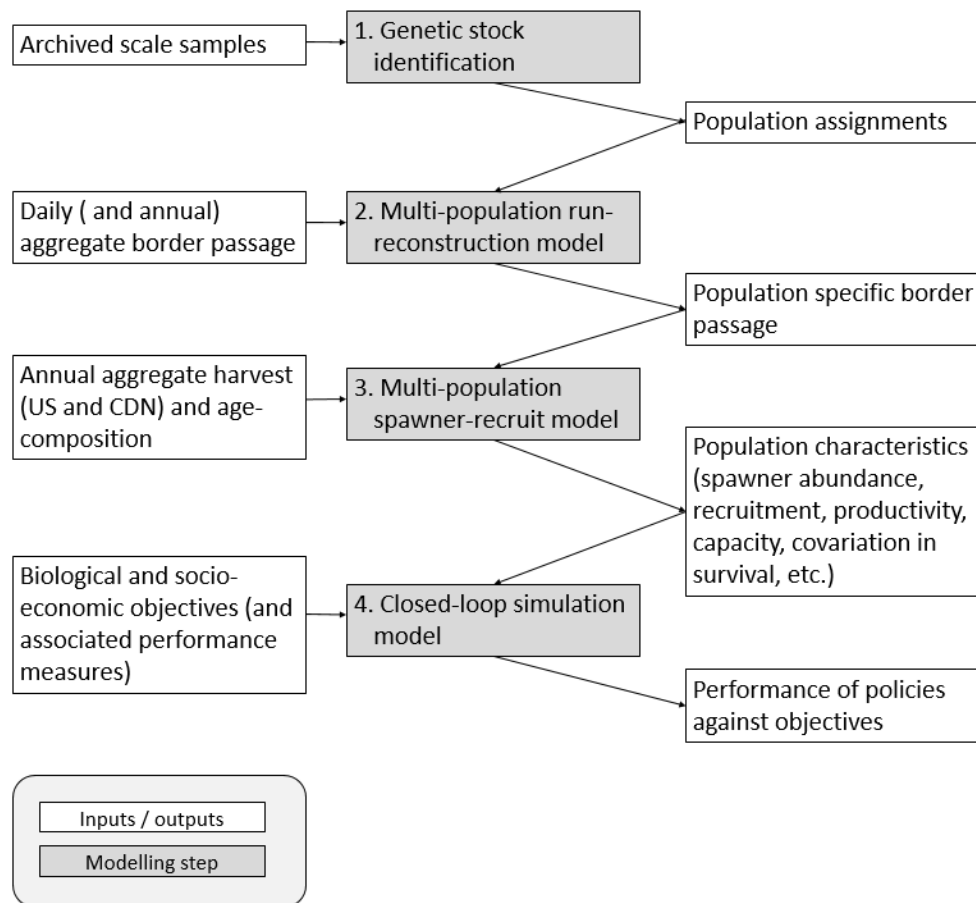 Archived scale samples
1. Genetic stock
identification
Population assignments
Daily ( and annual)
aggregate border passage
2. Multi-population run-
reconstruction model
Population specific border
passage
Annual aggregate harvest
(US and CDN) and age-
composition
3. Multi-population
spawner-recruit model
Population characteristics
(spawner abundance,
recruitment, productivity,
capacity, covariation in
survival, etc.)
Biological and socio-
economic objectives (and
associated performance
measures)
4. Closed-loop simulation
model
Performance of policies
against objectives
Inputs / outputs
Modelling step